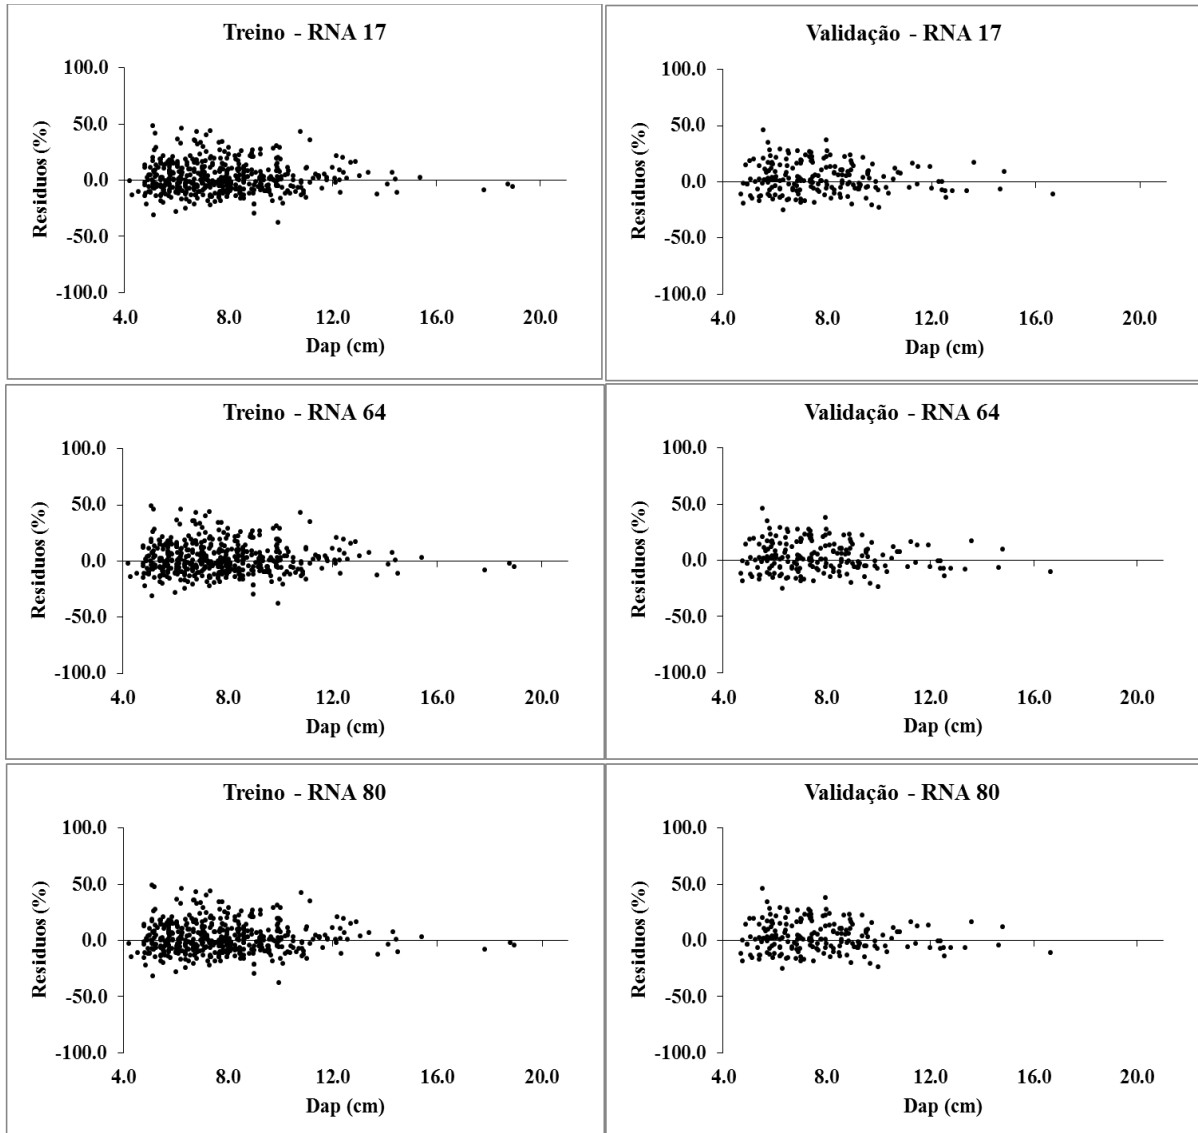 Treino - RNA 17
100.0
50.0
0.0
-50.0
-100.0
Resíduos (%)
4.0 8.0 12.0 16.0 20.0
Dap (cm)
Validação - RNA 17
100.0
50.0
0.0
-50.0
-100.0
Resíduos (%)
4.0 8.0 12.0 16.0 20.0
Dap (cm)
Treino - RNA 64
100.0
50.0
0.0
-50.0
-100.0
Resíduos (%)
4.0 8.0 12.0 16.0 20.0
Dap (cm)
Validação - RNA 64
100.0
50.0
0.0
-50.0
-100.0
Resíduos (%)
4.0 8.0 12.0 16.0 20.0
Dap (cm)
Treino - RNA 80
100.0
50.0
0.0
-50.0
-100.0
Resíduos (%)
4.0 8.0 12.0 16.0 20.0
Dap (cm)
Validação - RNA 80
100.0
50.0
0.0
-50.0
-100.0
Resíduos (%)
4.0 8.0 12.0 16.0 20.0
Dap (cm)